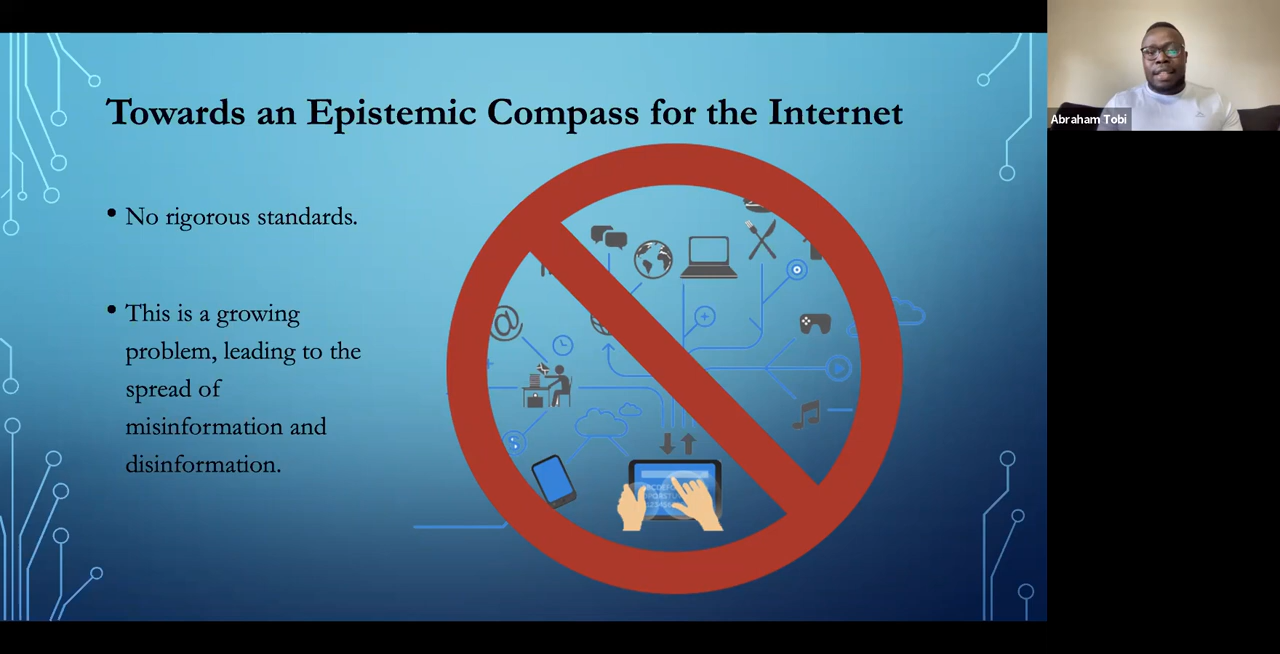 Towards an Epistemic Compass for the Internet
• No rigorous standards.
• This is a growing
problem, leading to the
spread of
misinformation and
disinformation.
@
Abraham Tobi